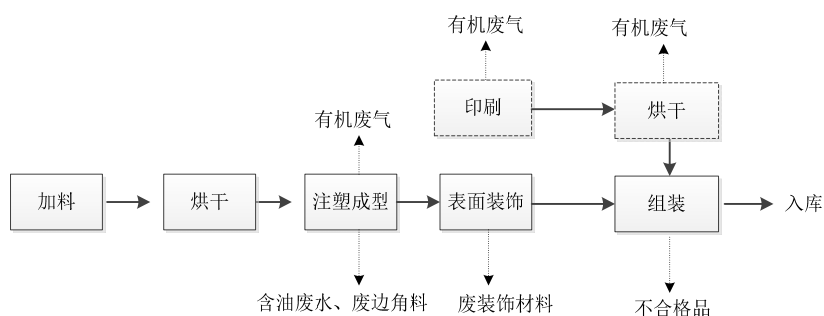 有机废气
有机废气
印刷
烘干
有机废气
加料
烘干
注塑成型
表面装饰
组装
入库
含油废水、废边角料
废装饰材料
不合格品